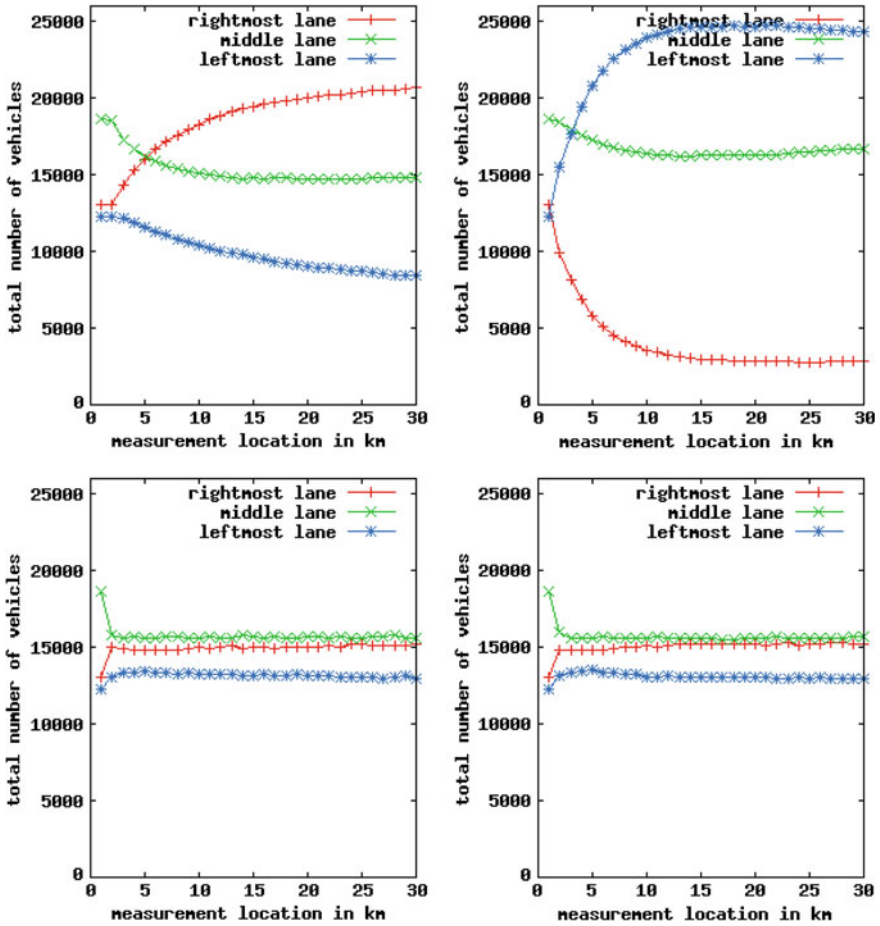 25000
20000
15000
10000
5000
0
total number of vehicles
rightmost lane
middle lane
leftmost lane
0 5 10 15 20 25 30
measurement location in km
25000
20000
15000
10000
5000
0
total number of vehicles
rightmost lane
middle lane
leftmost lane
0 5 10 15 20 25 30
measurement location in km
25000
20000
15000
10000
5000
0
total number of vehicles
rightmost lane
middle lane
leftmost lane
0 5 10 15 20 25 30
measurement location in km
25000
20000
15000
10000
5000
0
total number of vehicles
rightmost lane
middle lane
leftmost lane
0 5 10 15 20 25 30
measurement location in km